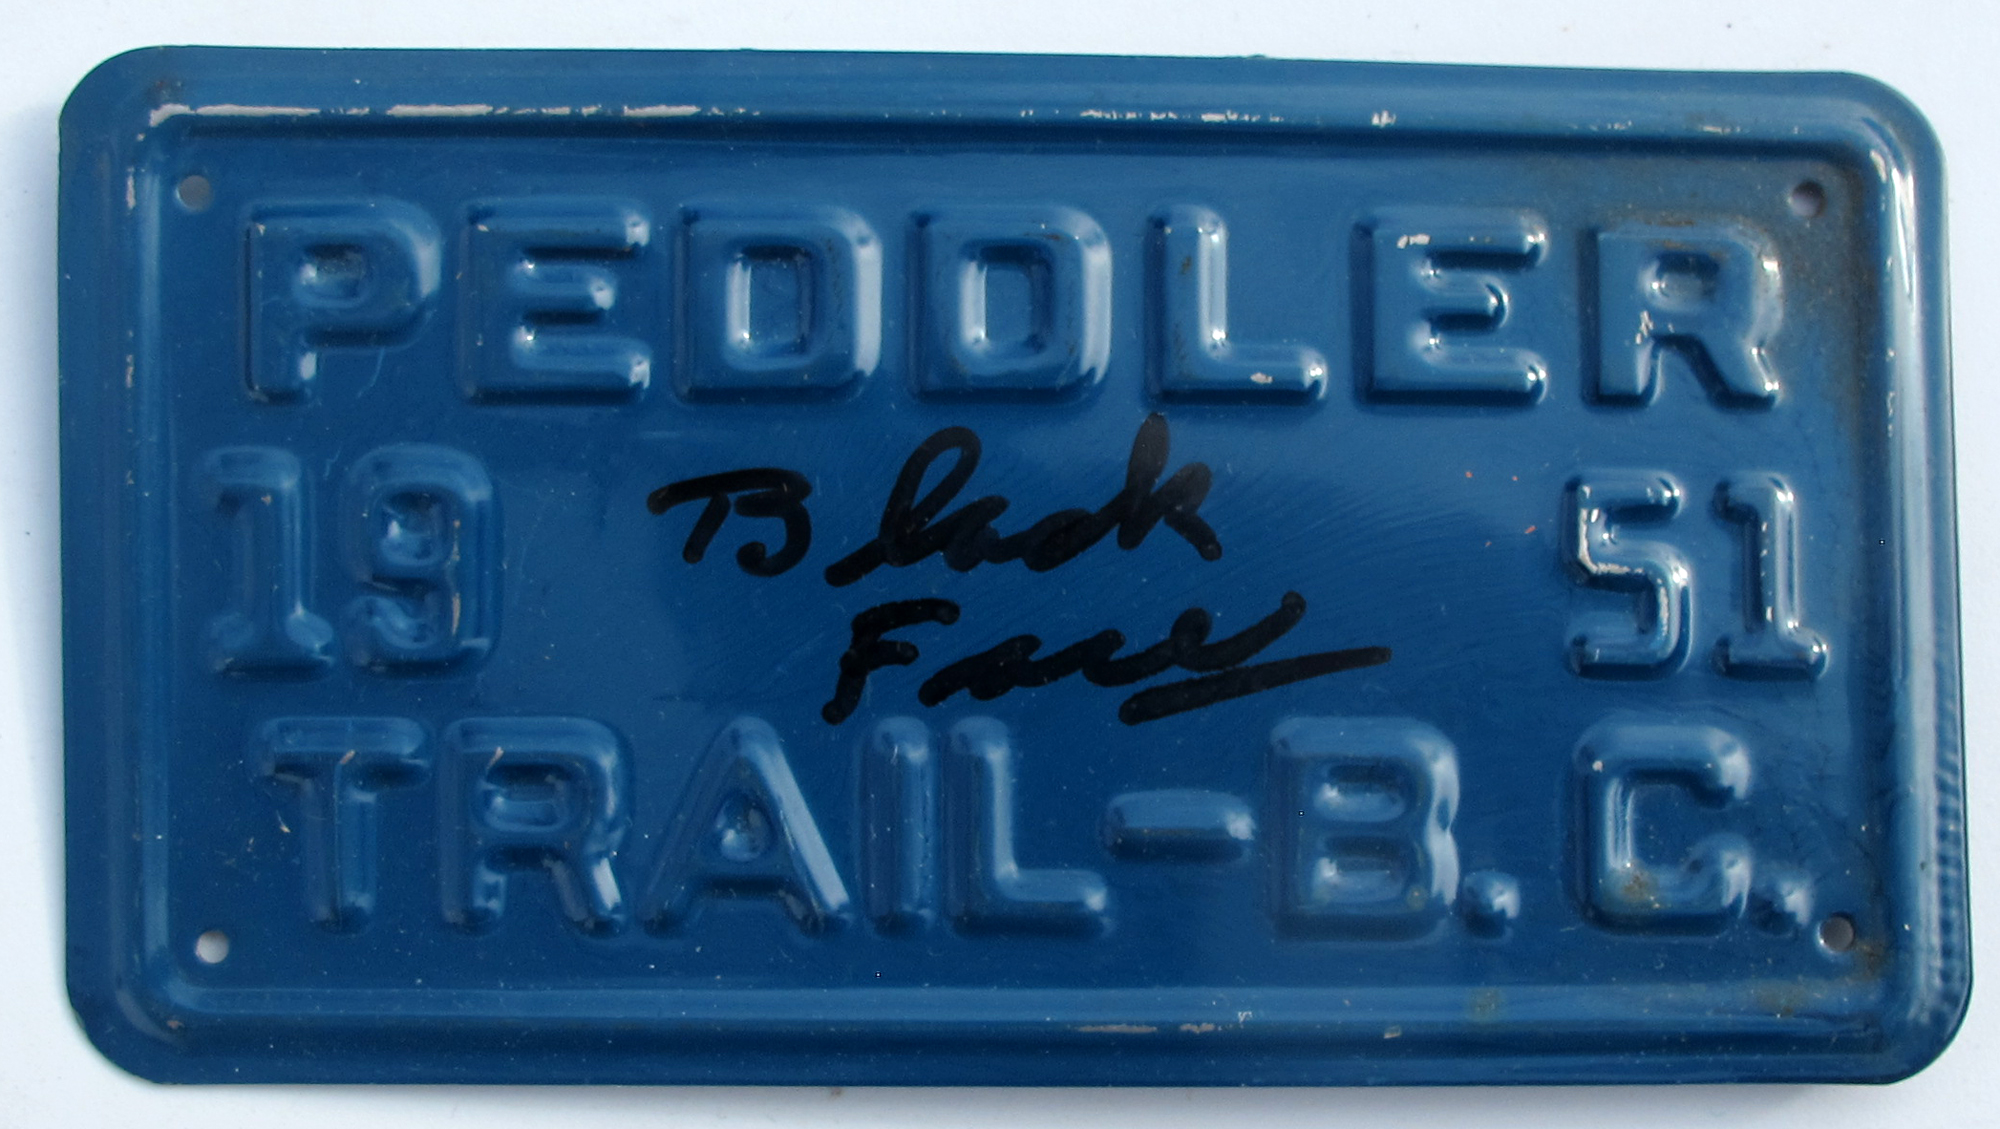 PEDDLER
19 Black 51
Face
TRAIL-B.C.